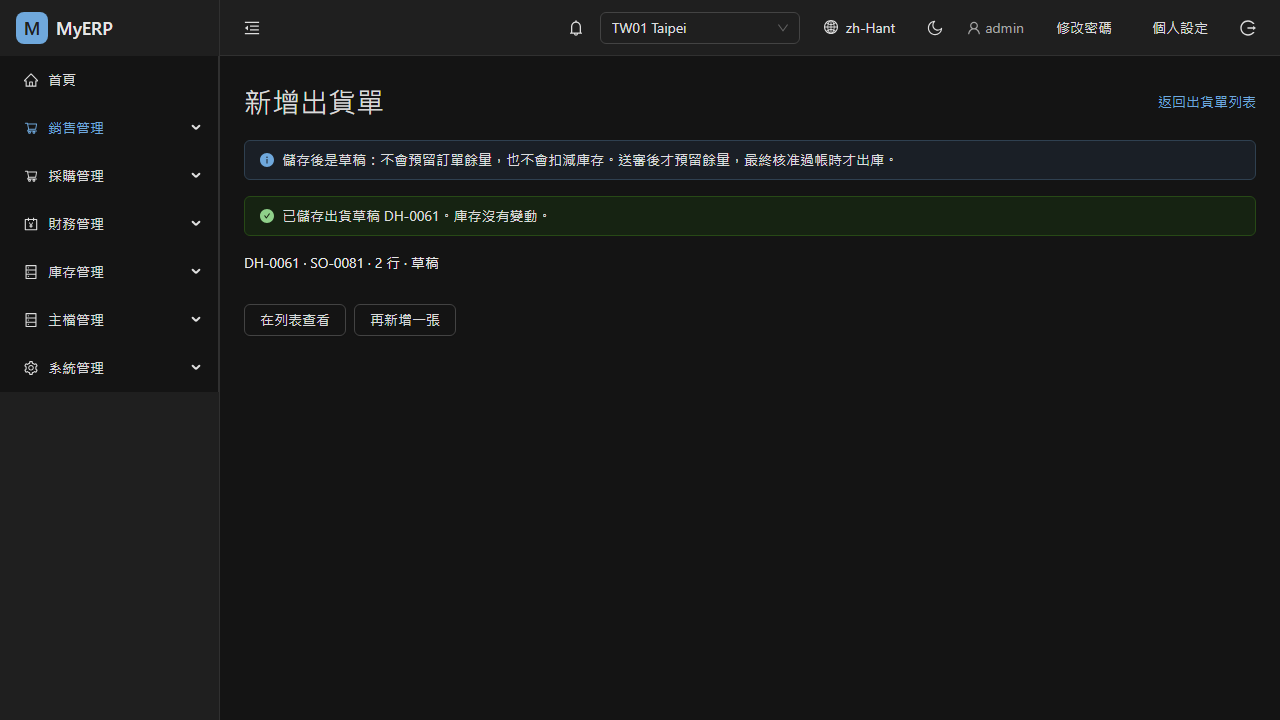 M MyERP
TW01 Taipei
zh-Hant
admin
修改密碼
個人設定
首頁
銷售管理
採購管理
財務管理
庫存管理
主檔管理
系統管理
新增出貨單
返回出貨單列表
儲存後是草稿：不會預留訂單餘量，也不會扣減庫存。送審後才預留餘量，最終核准過帳時才出庫。
已儲存出貨草稿 DH-0061。庫存沒有變動。
DH-0061 · SO-0081 · 2 行 · 草稿
在列表查看
再新增一張